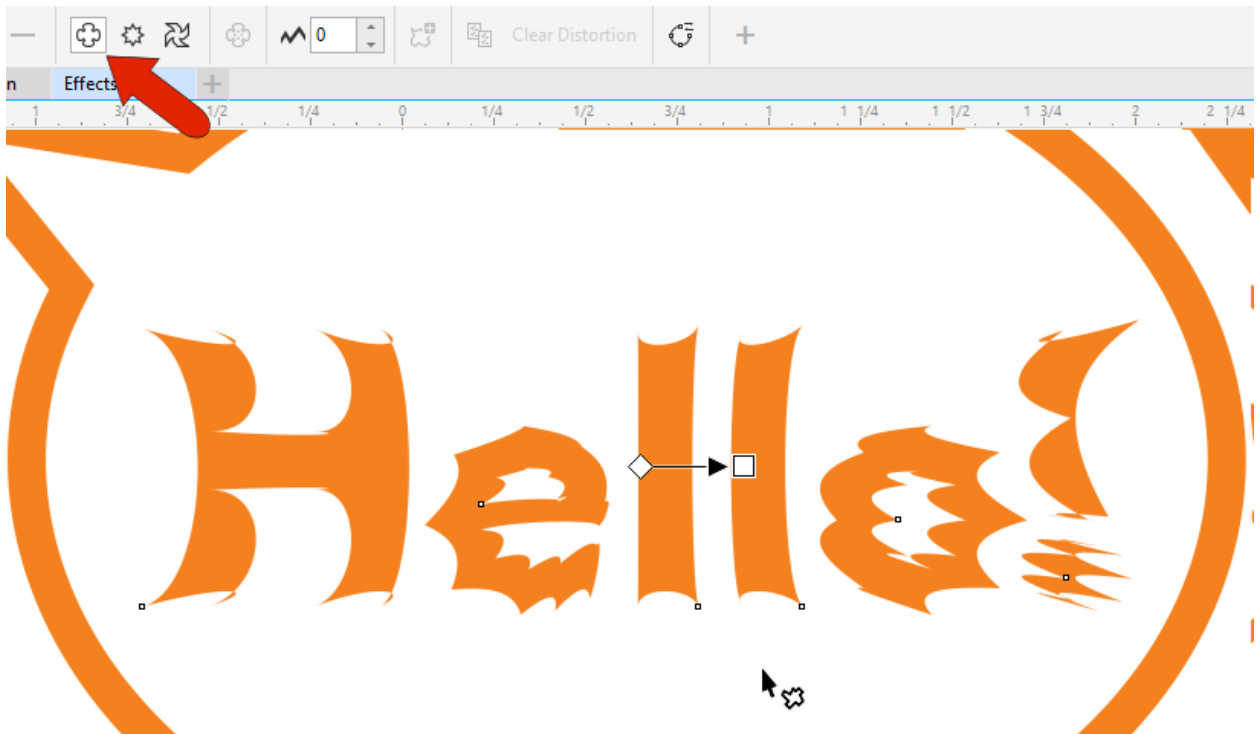 0 Clear Distortion
n Effects
1 3/4 1/2 1/4 0 1/4 1/2 3/4 1 1 1/4 1 1/2 1 3/4 2 2 1/4
Hello!